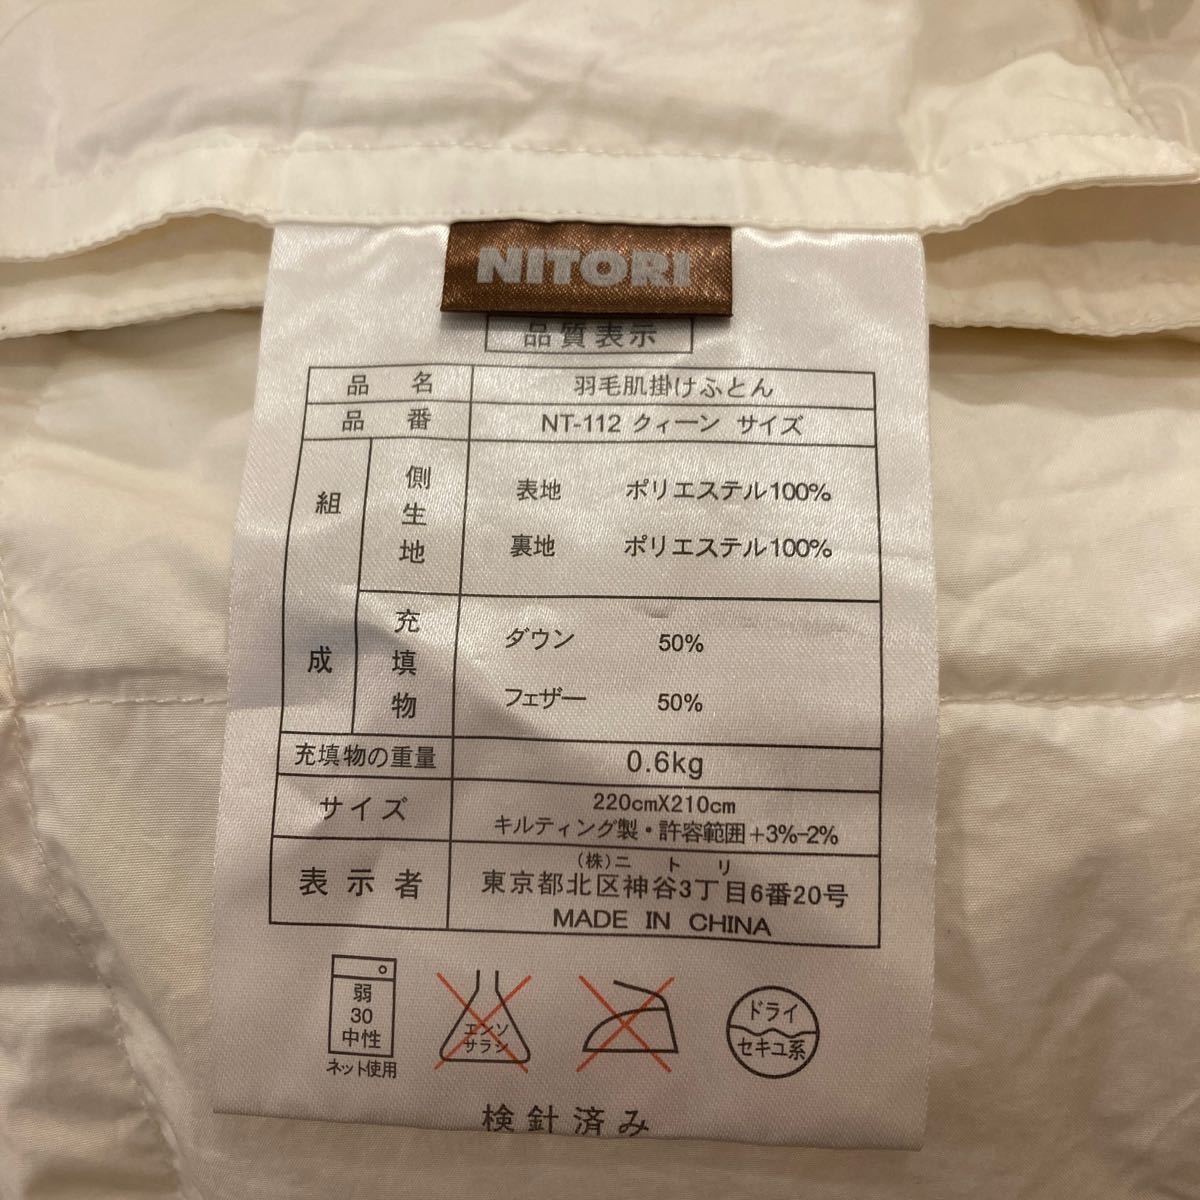 NITORI
品質表示
品名 羽毛肌掛けふとん
品番 NT-112 クィーン サイズ
組成 側生地 表地 ポリエステル100%
裏地 ポリエステル100%
充填物 ダウン 50%
フェザー 50%
充填物の重量 0.6kg
サイズ 220cmX210cm
キルティング製・許容範囲+3%-2%
表示者 (株)ニトリ
東京都北区神谷3丁目6番20号
MADE IN CHINA
弱
30
中性
ネット使用
エンソ
サラシ
ドライ
セキユ系
検針済み